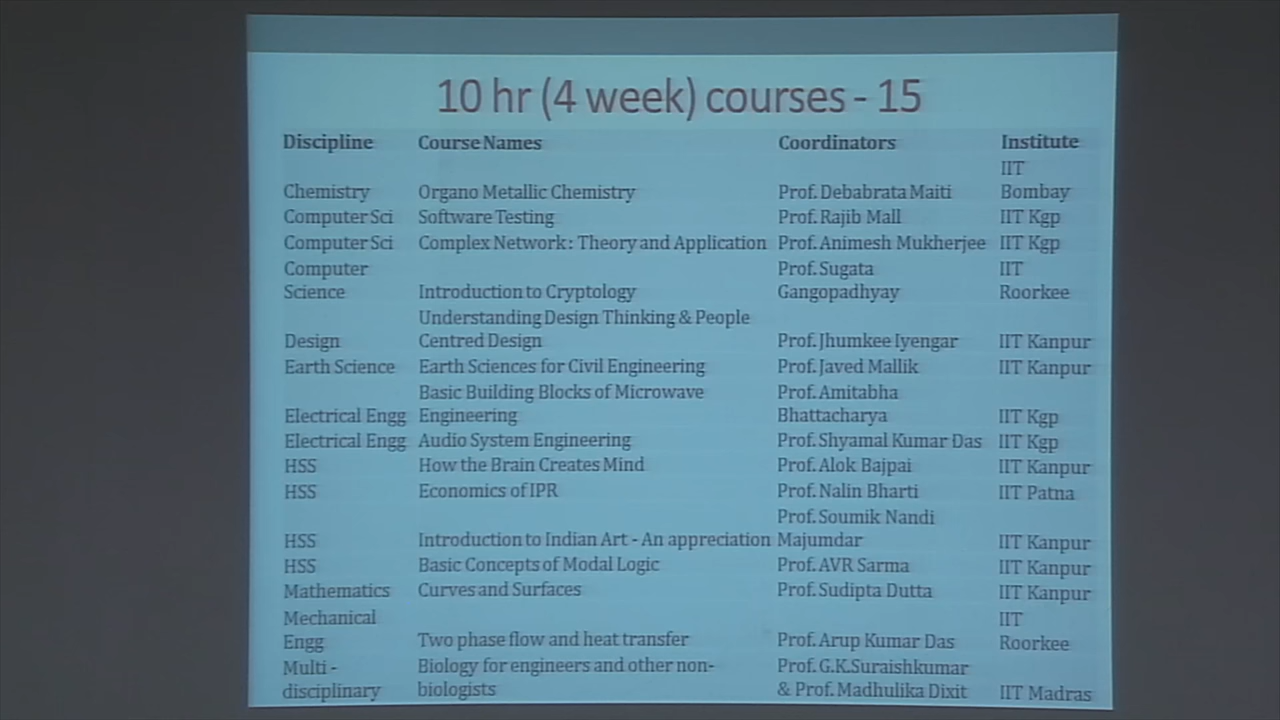 10 hr (4 week) courses - 15
Discipline Course Names Coordinators Institute
IIT
Chemistry Organo Metallic Chemistry Prof. Debabrata Maiti Bombay
Computer Sci Software Testing Prof. Rajib Mall IIT Kgp
Computer Sci Complex Network: Theory and Application Prof. Animesh Mukherjee IIT Kgp
Computer Prof. Sugata IIT
Science Introduction to Cryptology Gangopadhyay Roorkee
Understanding Design Thinking & People
Design Centred Design Prof. Jhumkee Iyengar IIT Kanpur
Earth Science Earth Sciences for Civil Engineering Prof. Javed Mallik IIT Kanpur
Basic Building Blocks of Microwave Prof. Amitabha
Electrical Engg Engineering Bhattacharya IIT Kgp
Electrical Engg Audio System Engineering Prof. Shyamal Kumar Das IIT Kgp
HSS How the Brain Creates Mind Prof. Alok Bajpai IIT Kanpur
HSS Economics of IPR Prof. Nalin Bharti IIT Patna
Prof. Soumik Nandi
HSS Introduction to Indian Art - An appreciation Majumdar IIT Kanpur
HSS Basic Concepts of Modal Logic Prof. AVR Sarma IIT Kanpur
Mathematics Curves and Surfaces Prof. Sudipta Dutta IIT Kanpur
Mechanical IIT
Engg Two phase flow and heat transfer Prof. Arup Kumar Das Roorkee
Multi - Biology for engineers and other non- Prof. G.K.Suraishkumar
disciplinary biologists & Prof. Madhulika Dixit IIT Madras